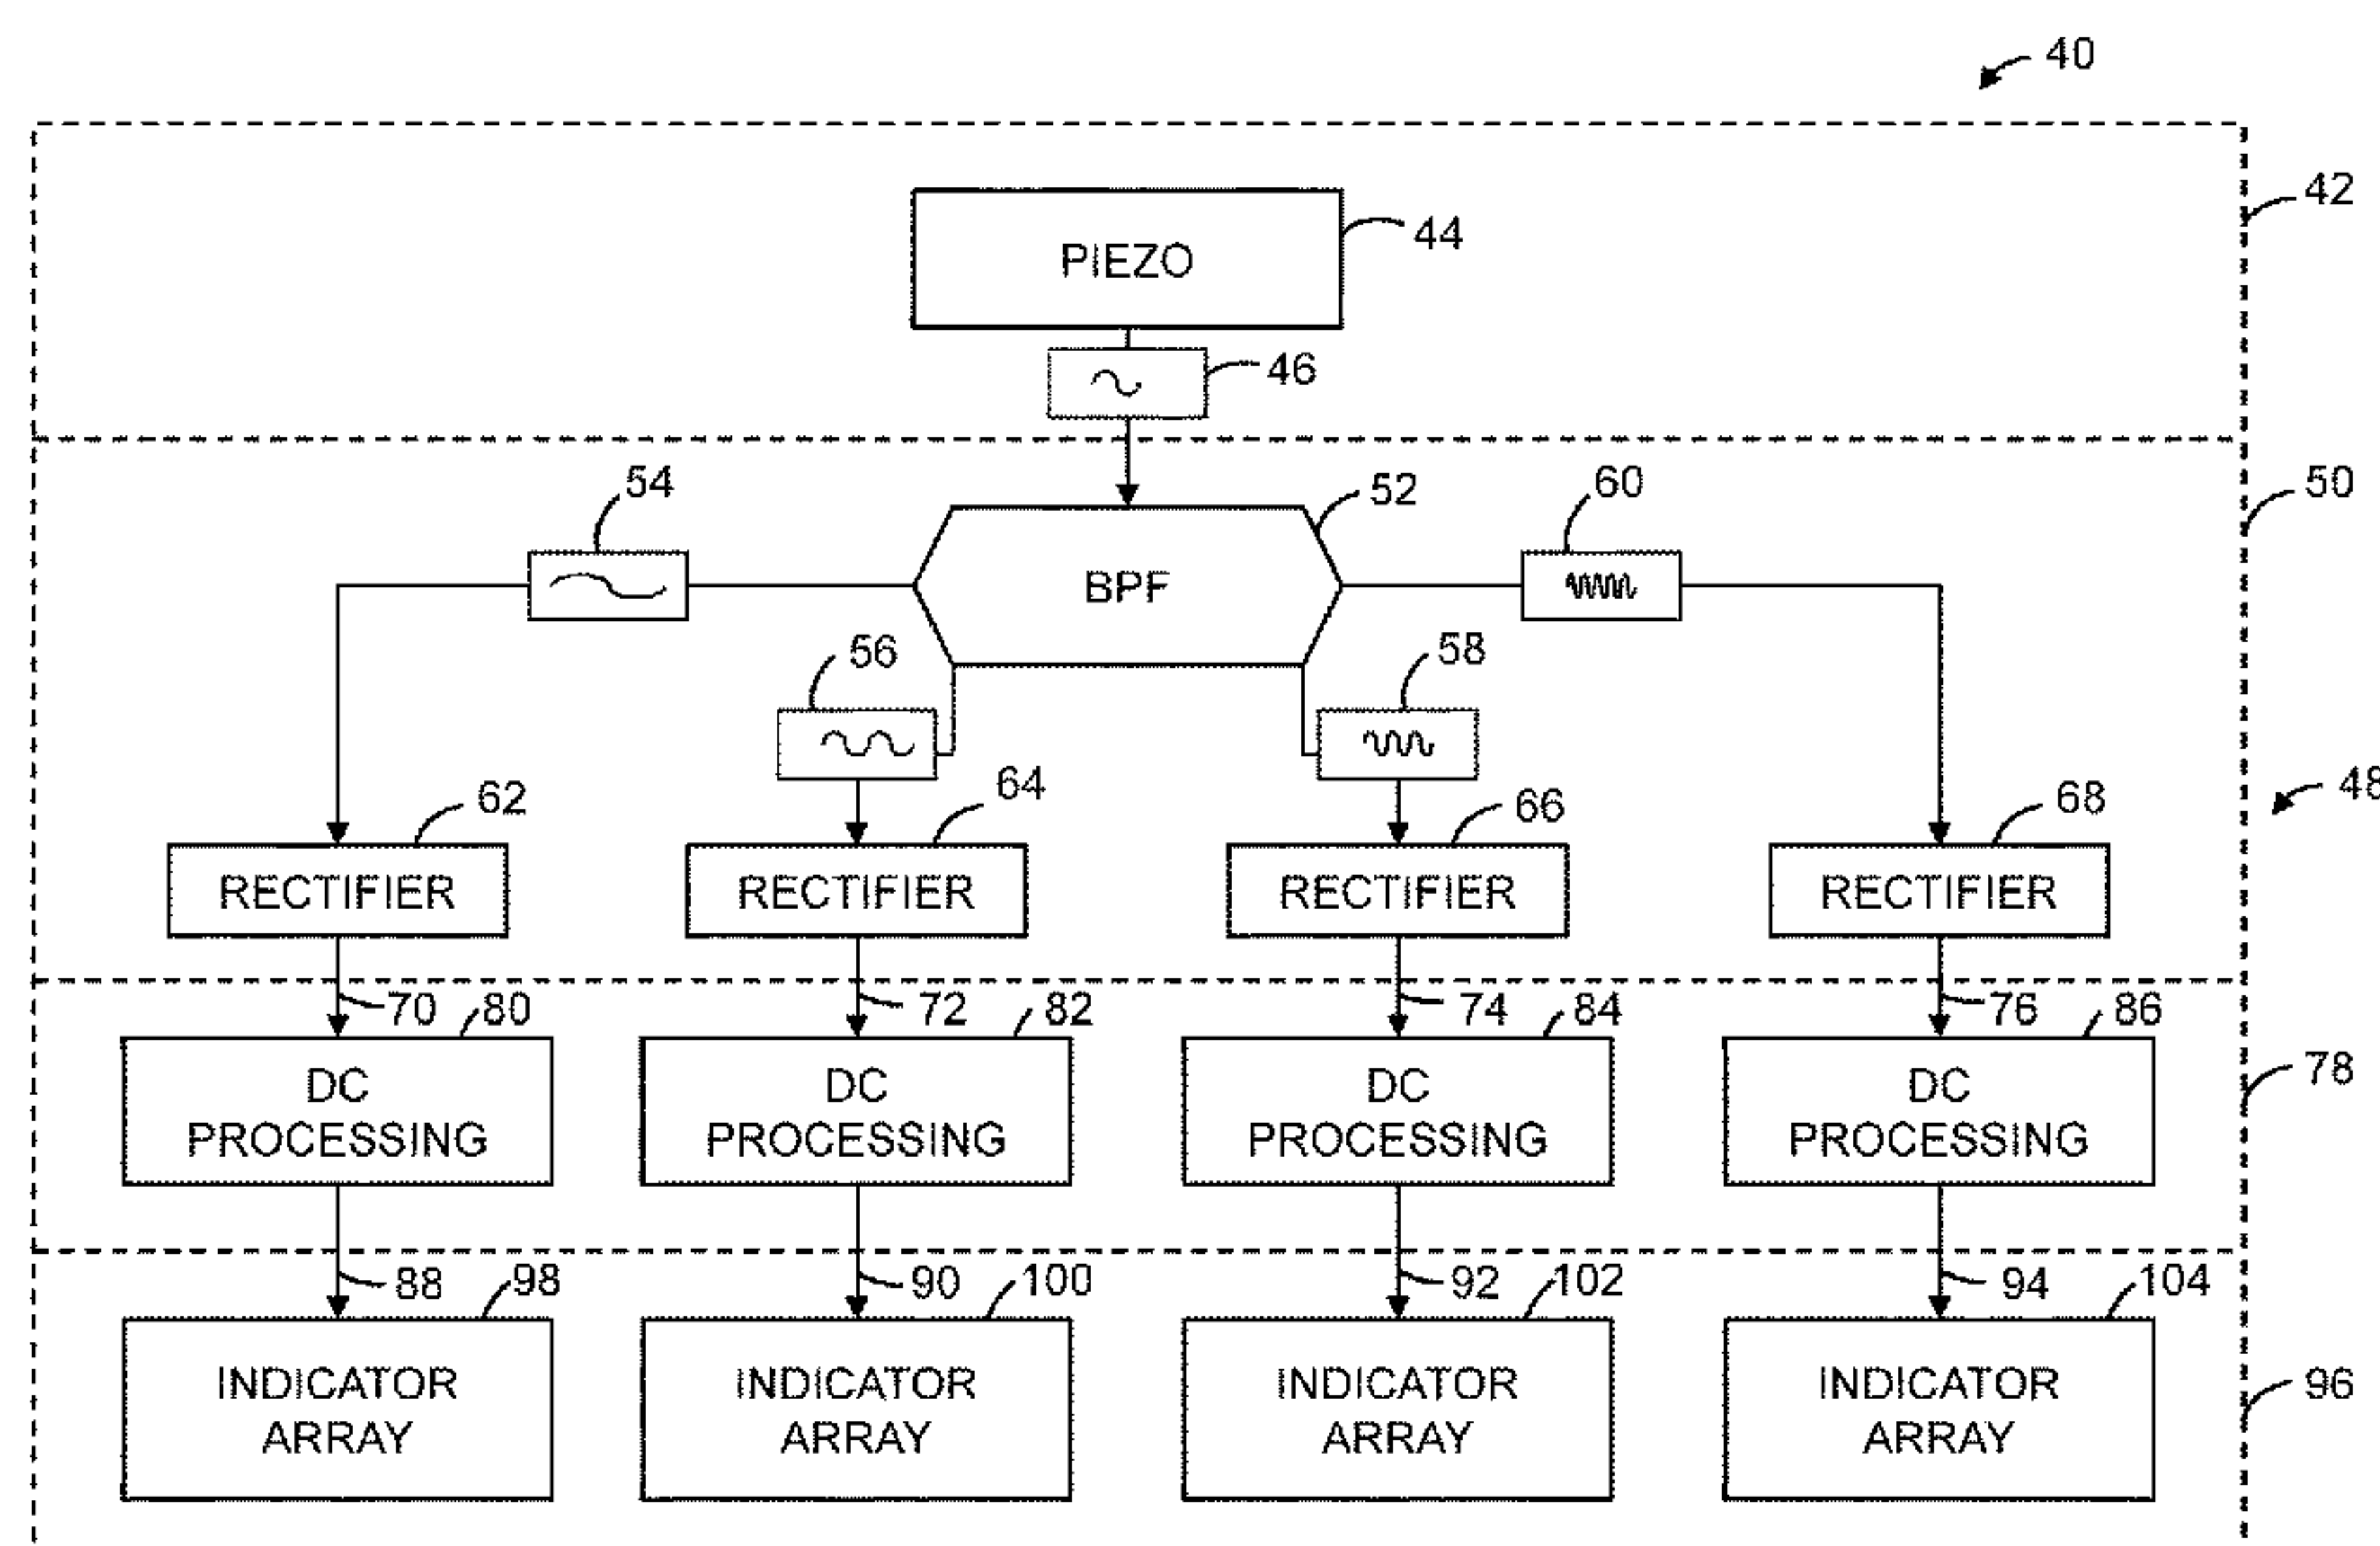 40
42
PIEZO
44
46
54
52
60
50
BPF
56
58
62
64
66
68
48
RECTIFIER
RECTIFIER
RECTIFIER
RECTIFIER
70
80
72
82
74
84
76
86
78
DC
PROCESSING
DC
PROCESSING
DC
PROCESSING
DC
PROCESSING
88
98
90
100
92
102
94
104
INDICATOR
ARRAY
INDICATOR
ARRAY
INDICATOR
ARRAY
INDICATOR
ARRAY
96